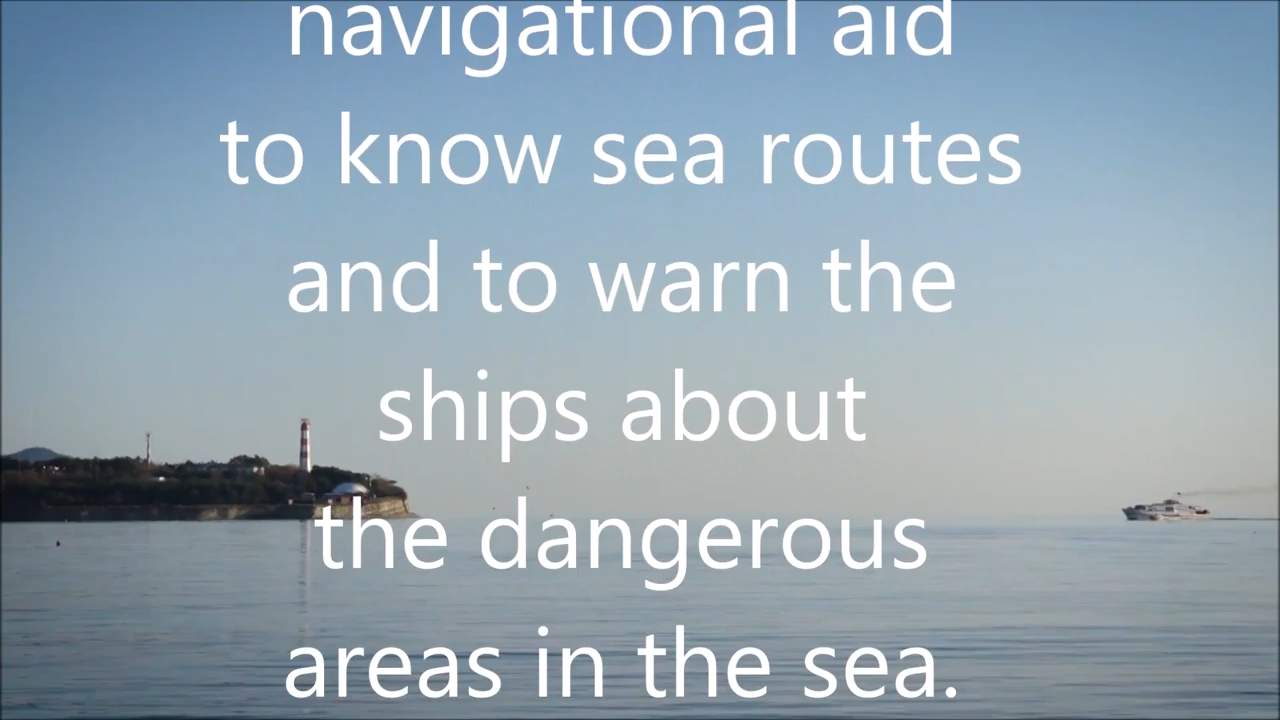 navigational aid
to know sea routes
and to warn the
ships about
the dangerous
areas in the sea.